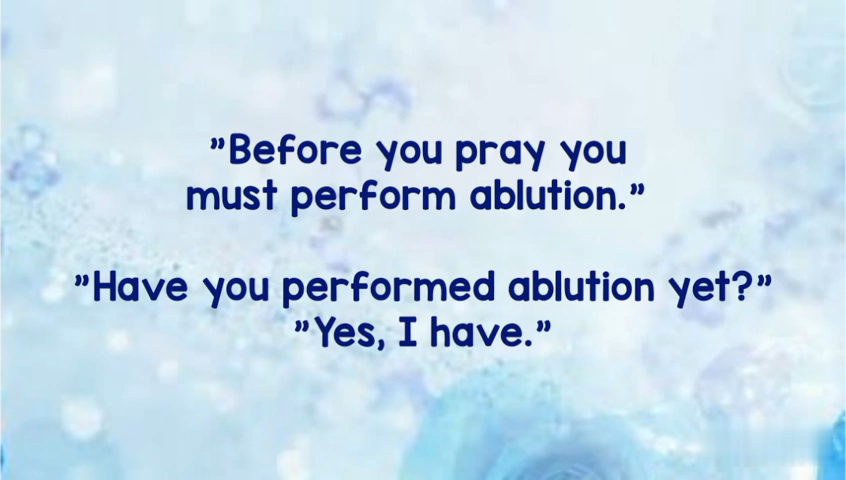 ”Before you pray you
must perform ablution.”
”Have you performed ablution yet?”
”Yes, I have.”